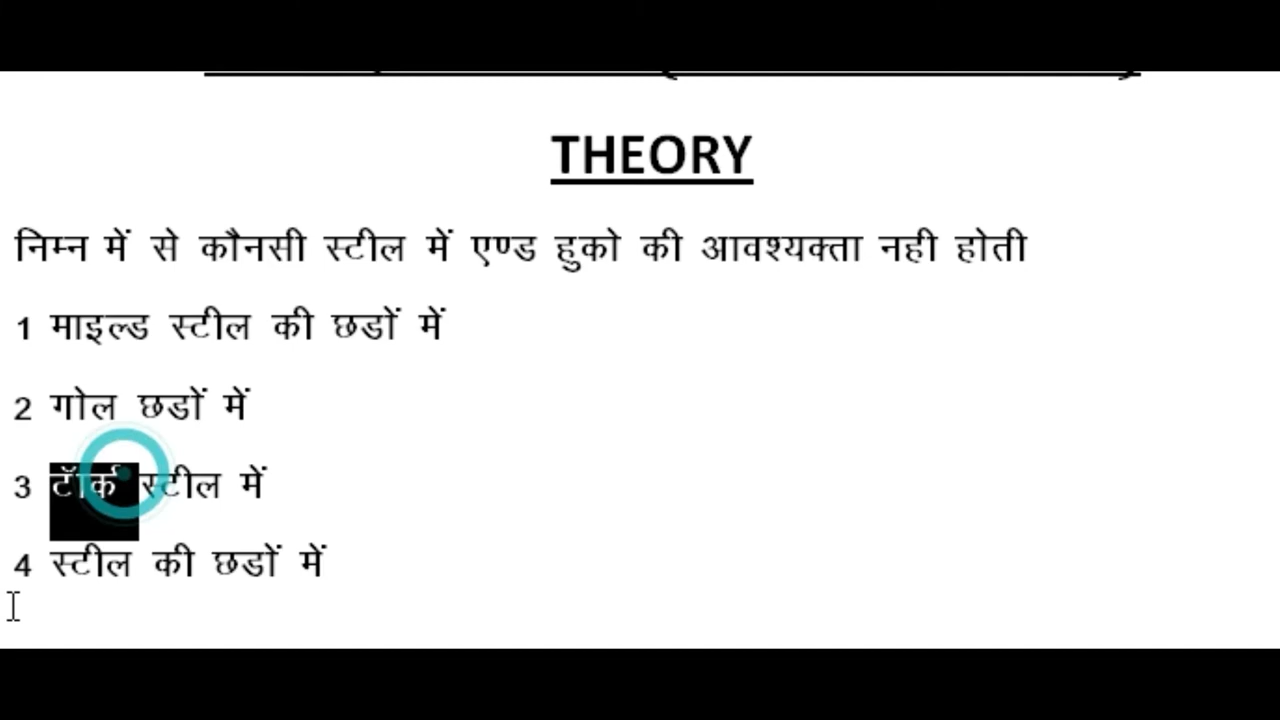 THEORY
निम्न में से कौनसी स्टील में एण्ड हुको की आवश्यक्ता नही होती
1 माइल्ड स्टील की छडों में
2 गोल छडों में
3 टॉर्क स्टील में
4 स्टील की छडों में